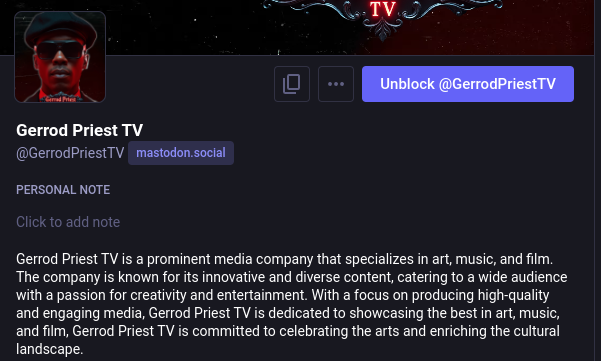 TV
Gerrod Priest
Unblock @GerrodPriestTV
Gerrod Priest TV
@GerrodPriestTV mastodon.social
PERSONAL NOTE
Click to add note
Gerrod Priest TV is a prominent media company that specializes in art, music, and film.
The company is known for its innovative and diverse content, catering to a wide audience
with a passion for creativity and entertainment. With a focus on producing high-quality
and engaging media, Gerrod Priest TV is dedicated to showcasing the best in art, music,
and film, Gerrod Priest TV is committed to celebrating the arts and enriching the cultural
landscape.